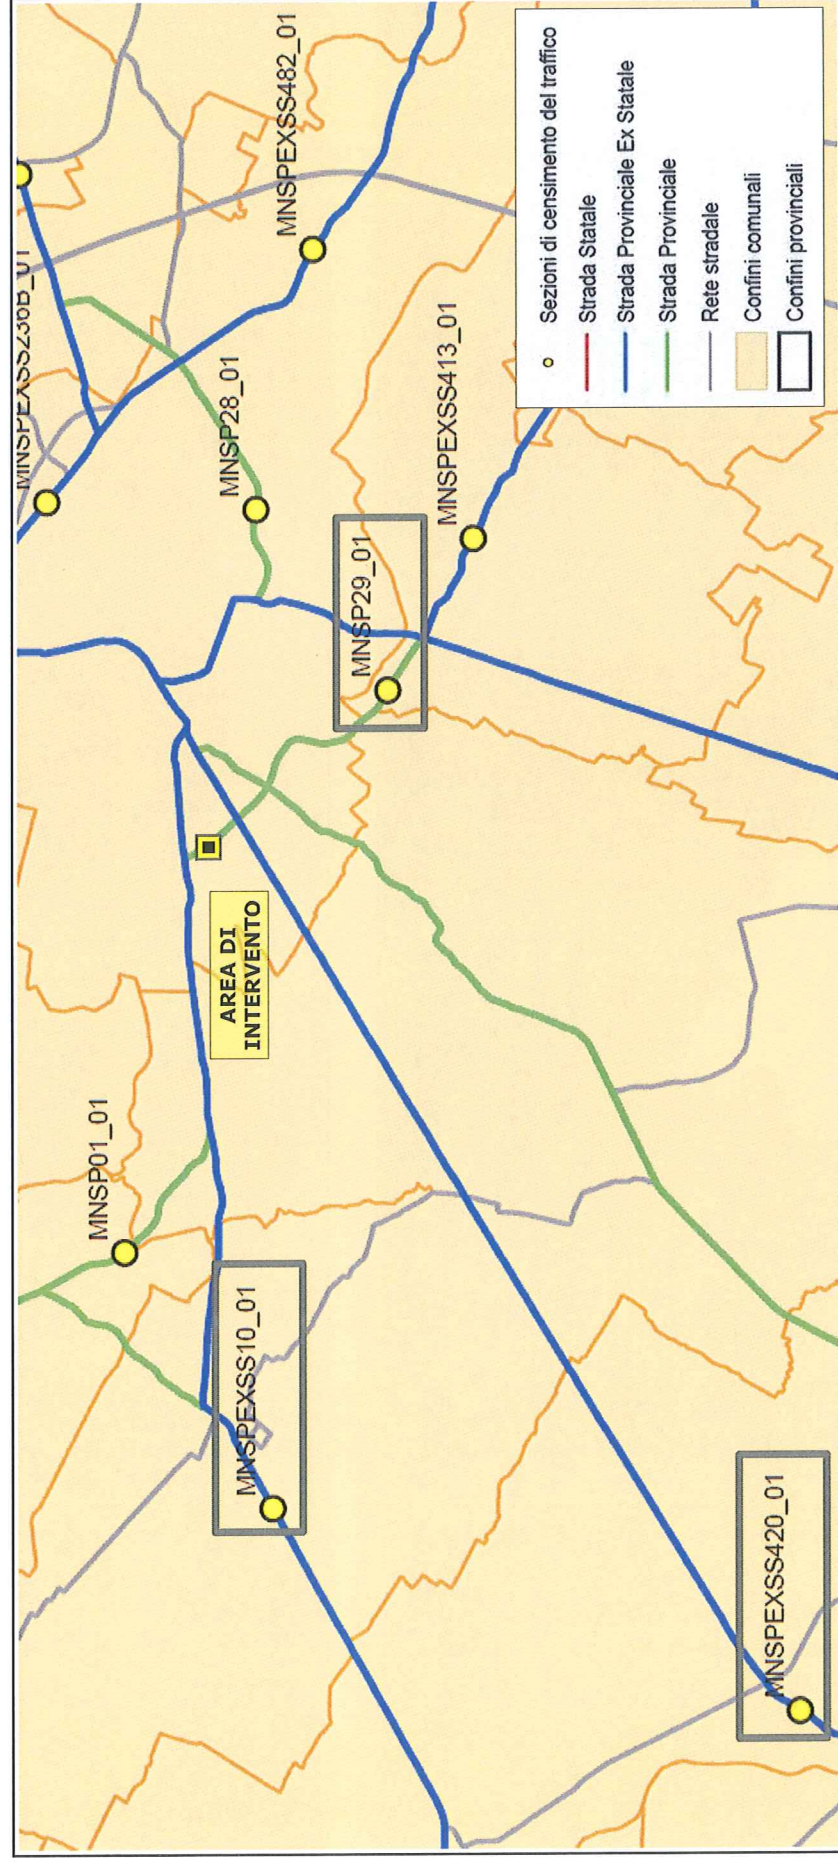 MNSPEXSS10_01
MNSP01_01
MNSPEXSS420_01
AREA DI
INTERVENTO
MNSP29_01
MNSP28_01
MNSPEXSS413_01
MNSPEXSS236B_01
MNSPEXSS482_01
Sezioni di censimento del traffico
Strada Statale
Strada Provinciale Ex Statale
Strada Provinciale
Rete stradale
Confini comunali
Confini provinciali